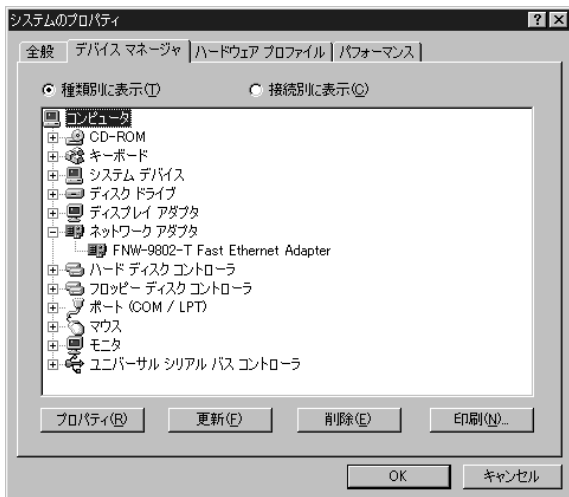 システムのプロパティ
全般 デバイス マネージャ ハードウェア プロファイル パフォーマンス
種類別に表示(T) 接続別に表示(C)
コンピュータ
CD-ROM
キーボード
システム デバイス
ディスク ドライブ
ディスプレイ アダプタ
ネットワーク アダプタ
FNW-9802-T Fast Ethernet Adapter
ハード ディスク コントローラ
フロッピー ディスク コントローラ
ポート (COM / LPT)
マウス
モニタ
ユニバーサル シリアル バス コントローラ
プロパティ(R) 更新(F) 削除(E) 印刷(N)...
OK キャンセル